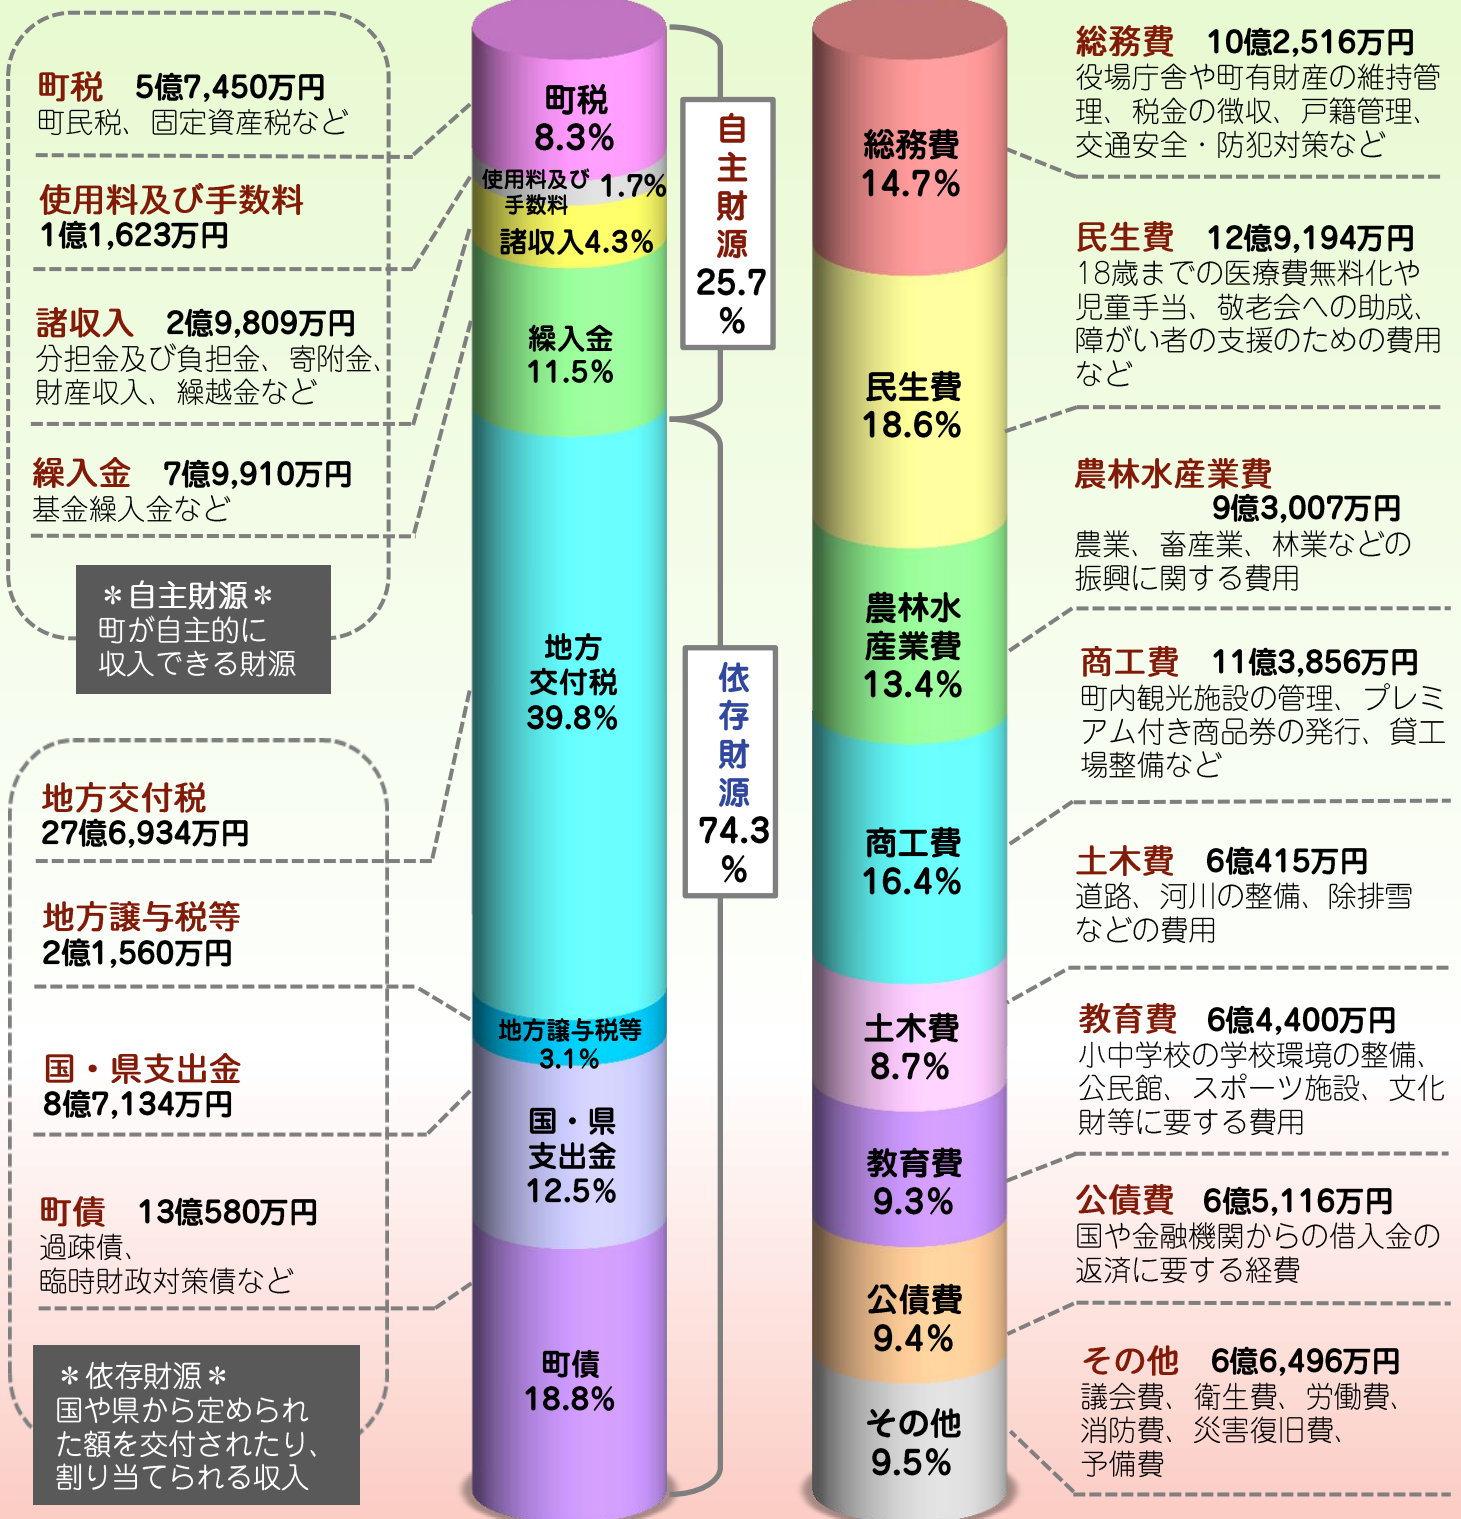 町税 5億7,450万円
町民税、固定資産税など
使用料及び手数料
1億1,623万円
諸収入 2億9,809万円
分担金及び負担金、寄附金、
財産収入、繰越金など
繰入金 7億9,910万円
基金繰入金など
＊自主財源＊
町が自主的に
収入できる財源
地方交付税
27億6,934万円
地方譲与税等
2億1,560万円
国・県支出金
8億7,134万円
町債 13億580万円
過疎債、
臨時財政対策債など
＊依存財源＊
国や県から定められ
た額を交付されたり、
割り当てられる収入
町税
8.3%
使用料及び 1.7%
手数料
諸収入4.3%
繰入金
11.5%
地方
交付税
39.8%
地方譲与税等
3.1%
国・県
支出金
12.5%
町債
18.8%
自
主
財
源
25.7
%
依
存
財
源
74.3
%
総務費
14.7%
民生費
18.6%
農林水
産業費
13.4%
商工費
16.4%
土木費
8.7%
教育費
9.3%
公債費
9.4%
その他
9.5%
総務費 10億2,516万円
役場庁舎や町有財産の維持管
理、税金の徴収、戸籍管理、
交通安全・防犯対策など
民生費 12億9,194万円
18歳までの医療費無料化や
児童手当、敬老会への助成、
障がい者の支援のための費用
など
農林水産業費
9億3,007万円
農業、畜産業、林業などの
振興に関する費用
商工費 11億3,856万円
町内観光施設の管理、プレミ
アム付き商品券の発行、貸工
場整備など
土木費 6億415万円
道路、河川の整備、除排雪
などの費用
教育費 6億4,400万円
小中学校の学校環境の整備、
公民館、スポーツ施設、文化
財等に要する費用
公債費 6億5,116万円
国や金融機関からの借入金の
返済に要する経費
その他 6億6,496万円
議会費、衛生費、労働費、
消防費、災害復旧費、
予備費